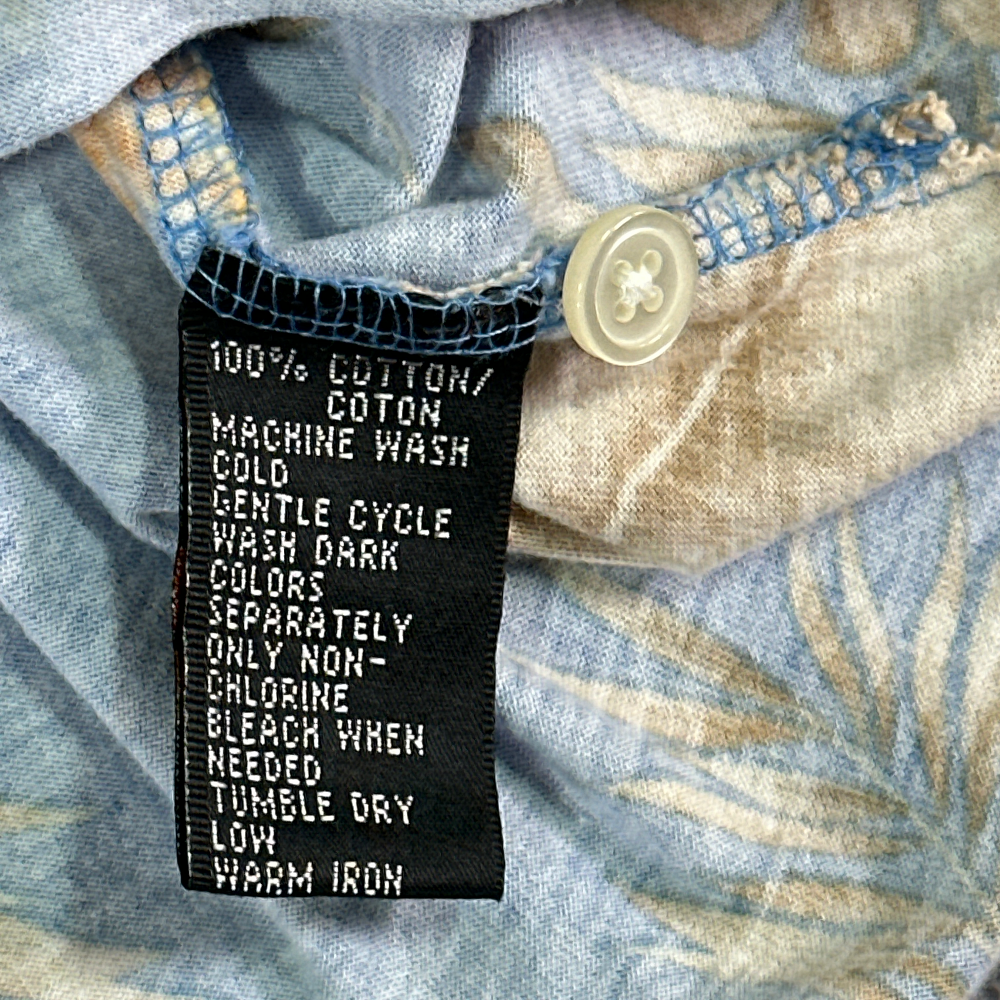 100% COTTON/
COTON
MACHINE WASH
COLD
GENTLE CYCLE
WASH DARK
COLORS
SEPARATELY
ONLY NON-
CHLORINE
BLEACH WHEN
NEEDED
TUMBLE DRY
LOW
WARM IRON